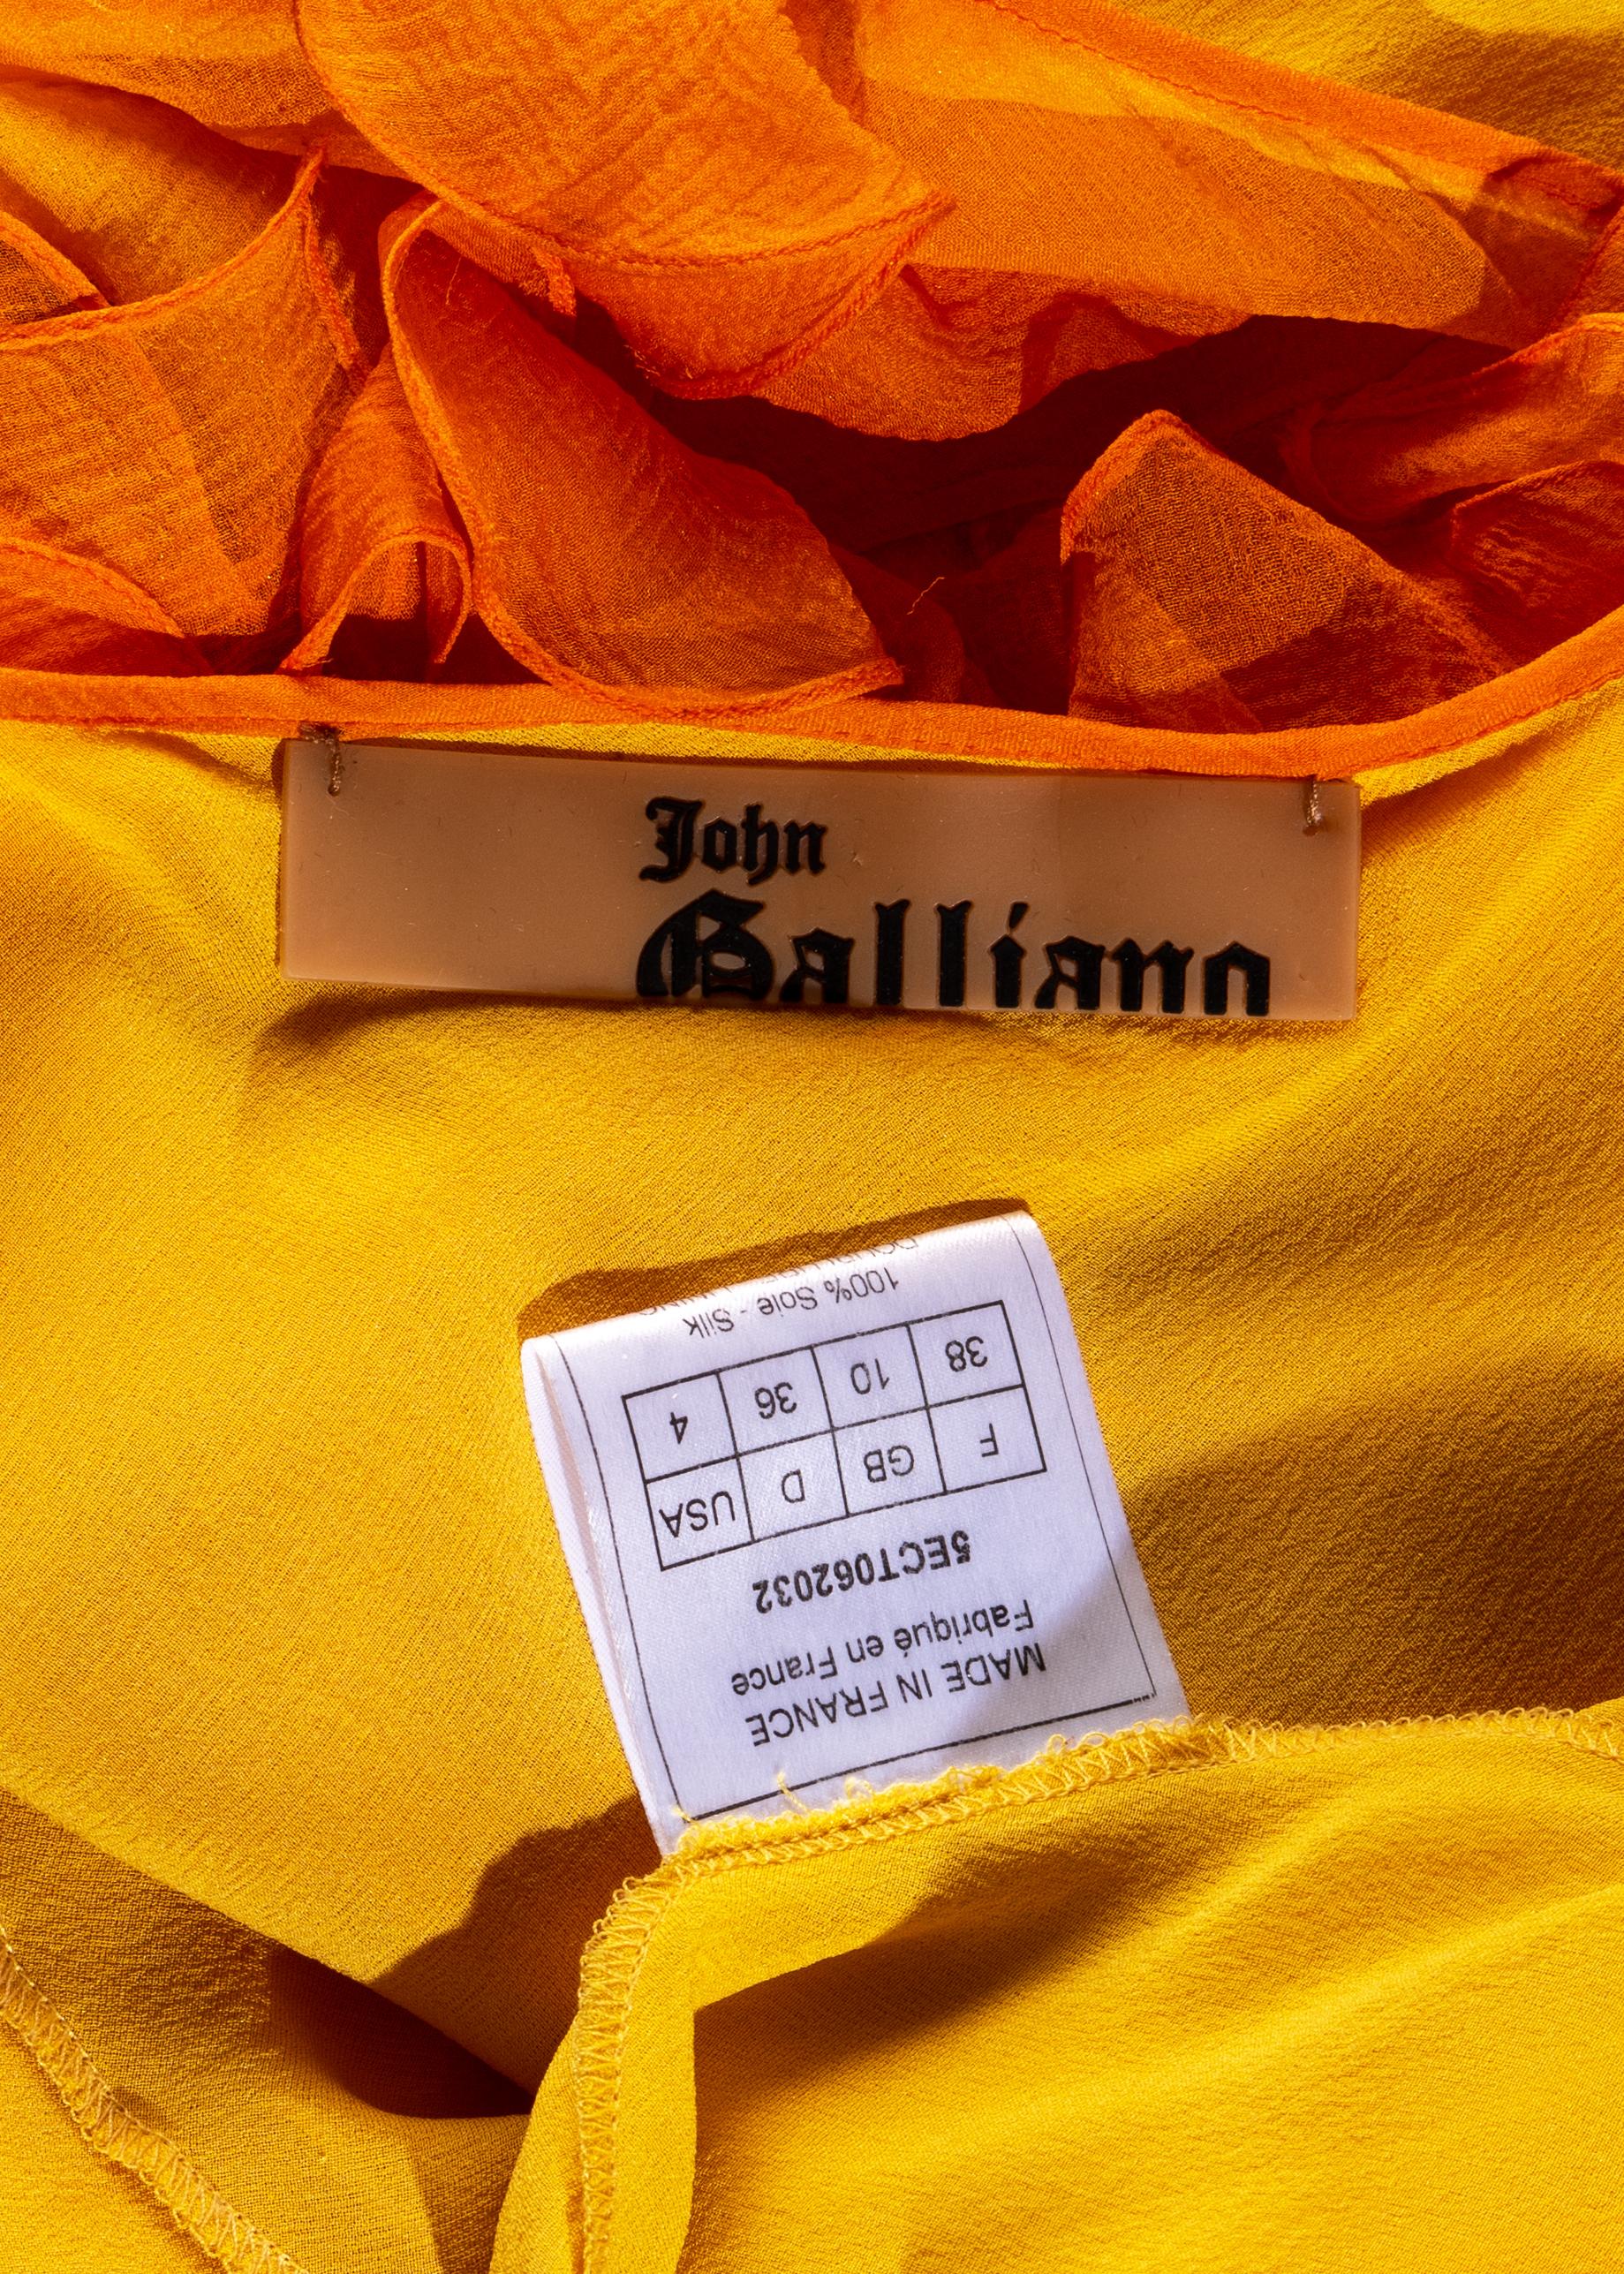 John
Galliano
MADE IN FRANCE
Fabriqué en France
5ECT062032
F GB D USA
38 10 36 4
100% Soie - Silk